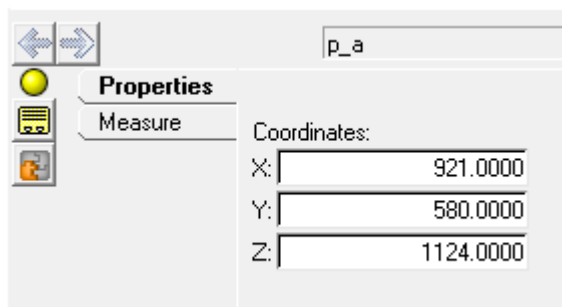 p_a
Properties
Measure
Coordinates:
X: 921.0000
Y: 580.0000
Z: 1124.0000